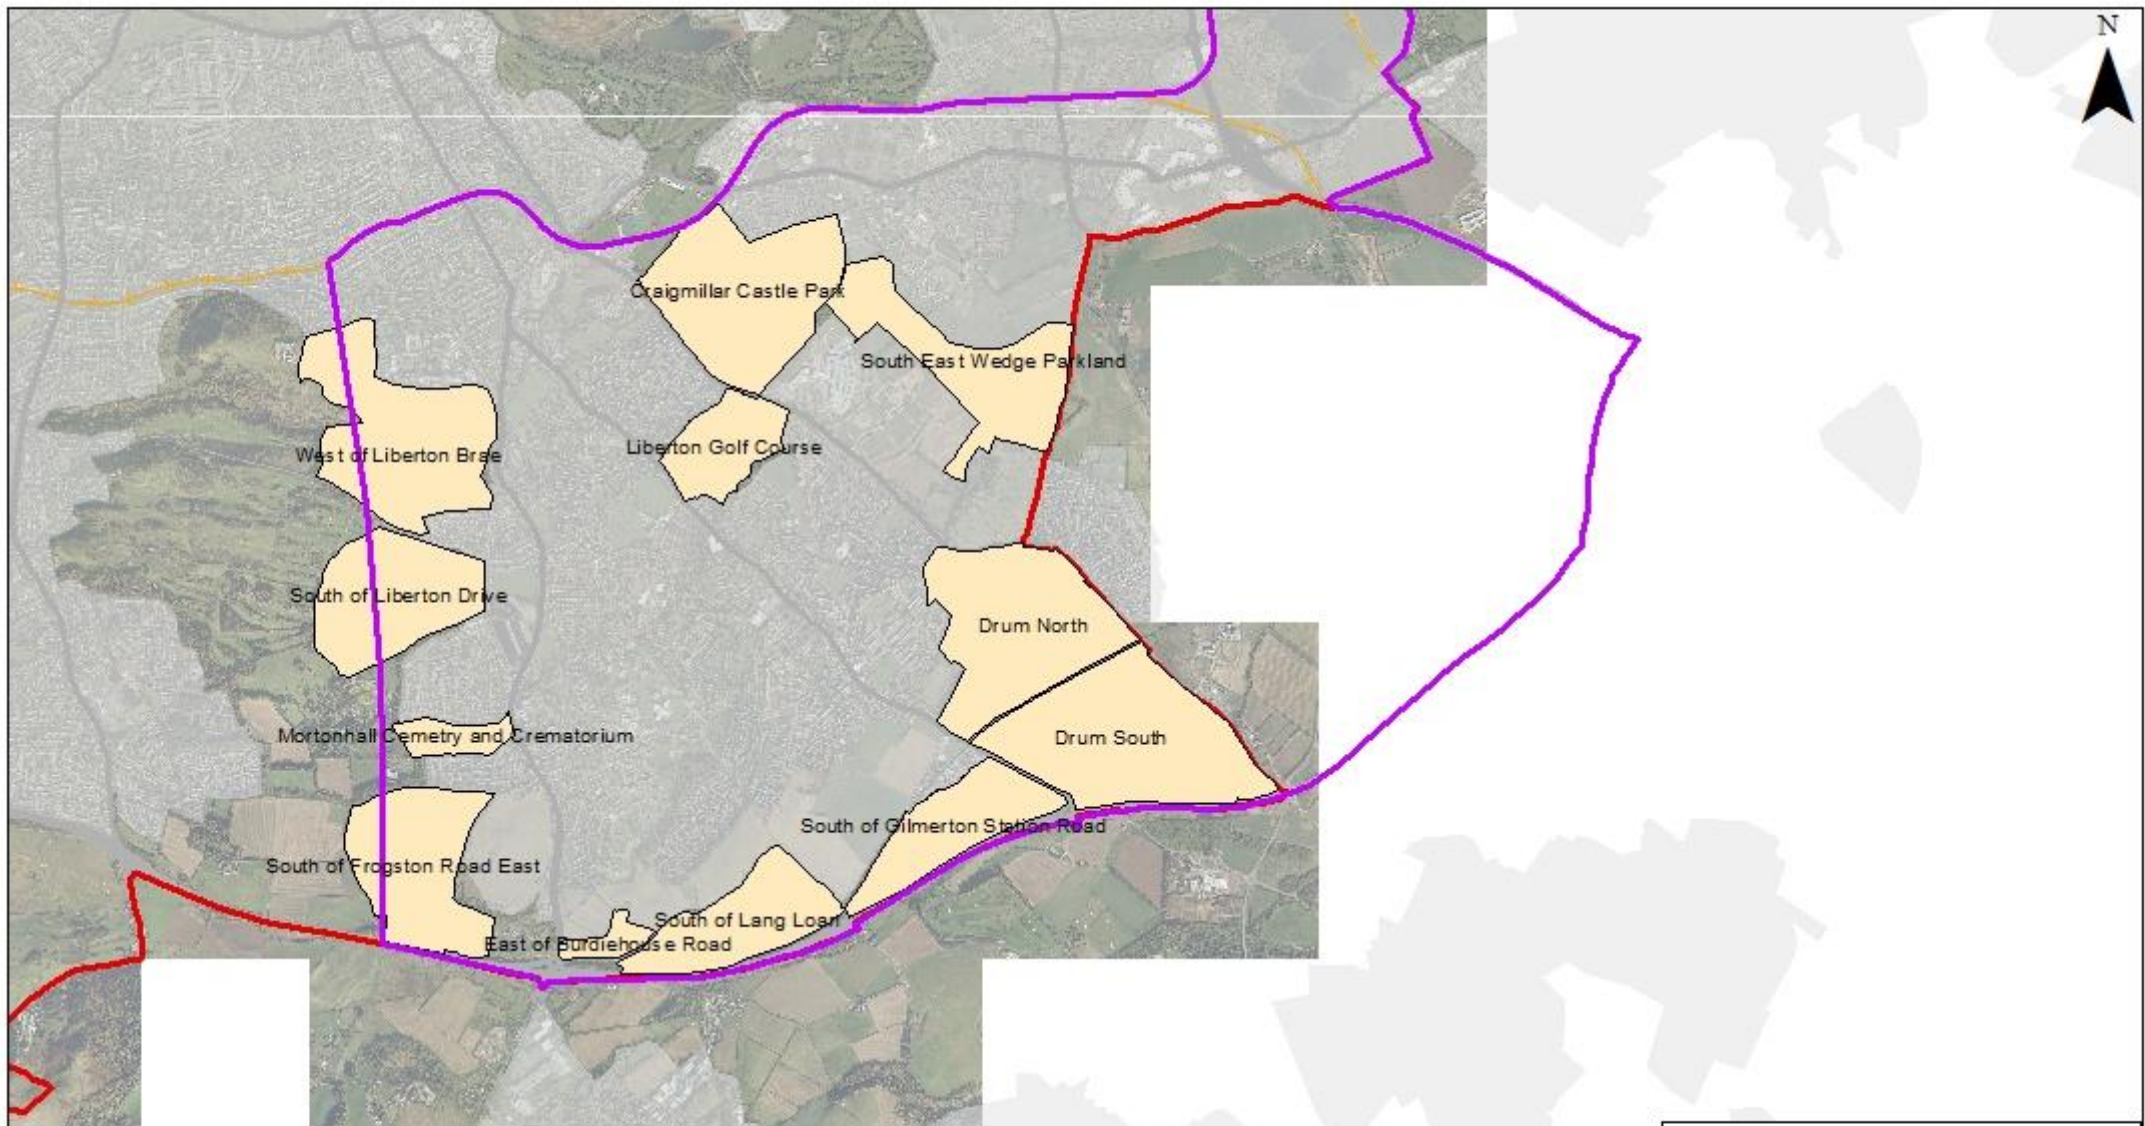 N
Craigmillar Castle Park
South East Wedge Parkland
Liberton Golf Course
West of Liberton Brae
South of Liberton Drive
Drum North
Mortonhall Cemetry and Crematorium
Drum South
South of Gilmerton Station Road
South of Frogston Road East
South of Lang Loan
East of Burdiehouse Road